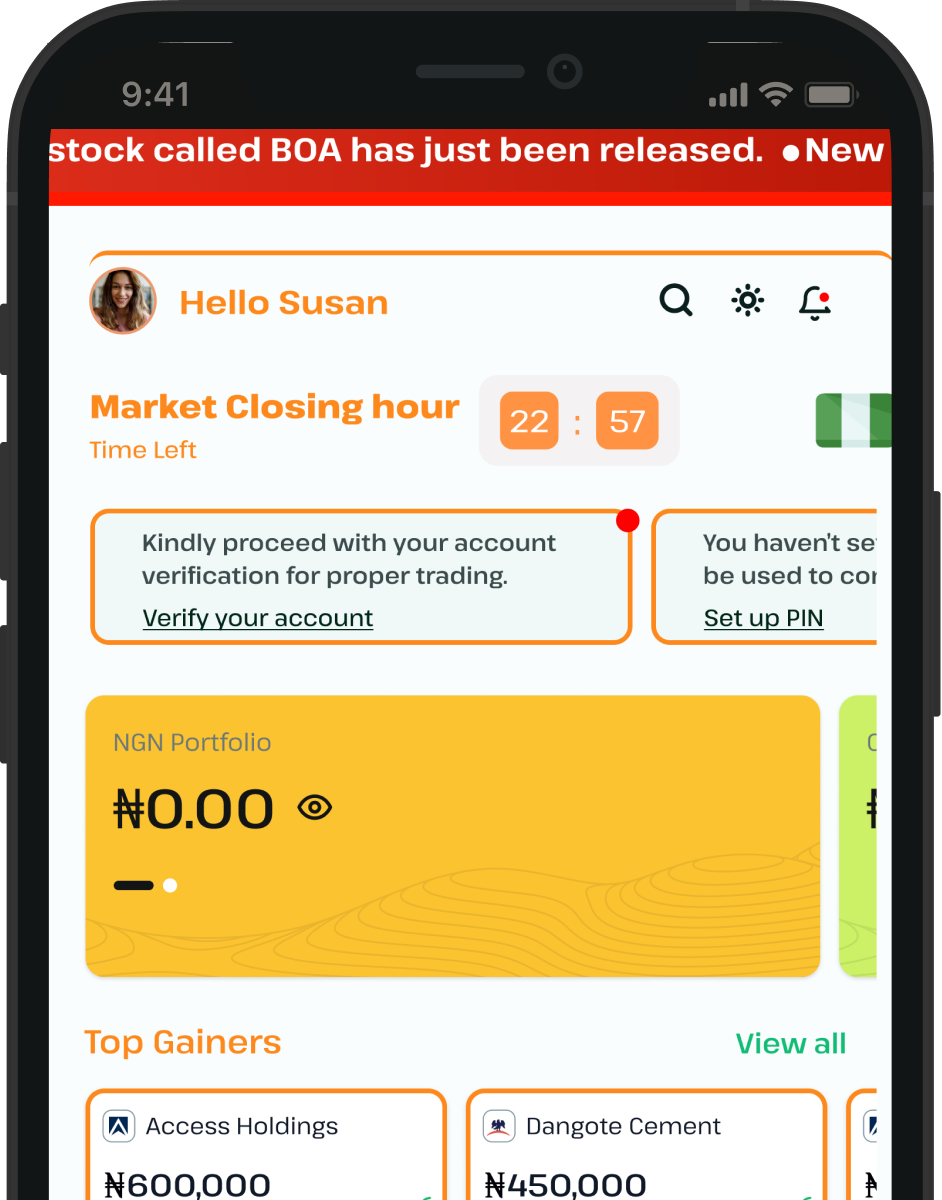 9:41
stock called BOA has just been released. ● New
Hello Susan
Market Closing hour
Time Left
22 : 57
Kindly proceed with your account
verification for proper trading.
Verify your account
You haven't se
be used to co
Set up PIN
NGN Portfolio
₦0.00
₦
Top Gainers
View all
Access Holdings
₦600,000
Dangote Cement
₦450,000
₦